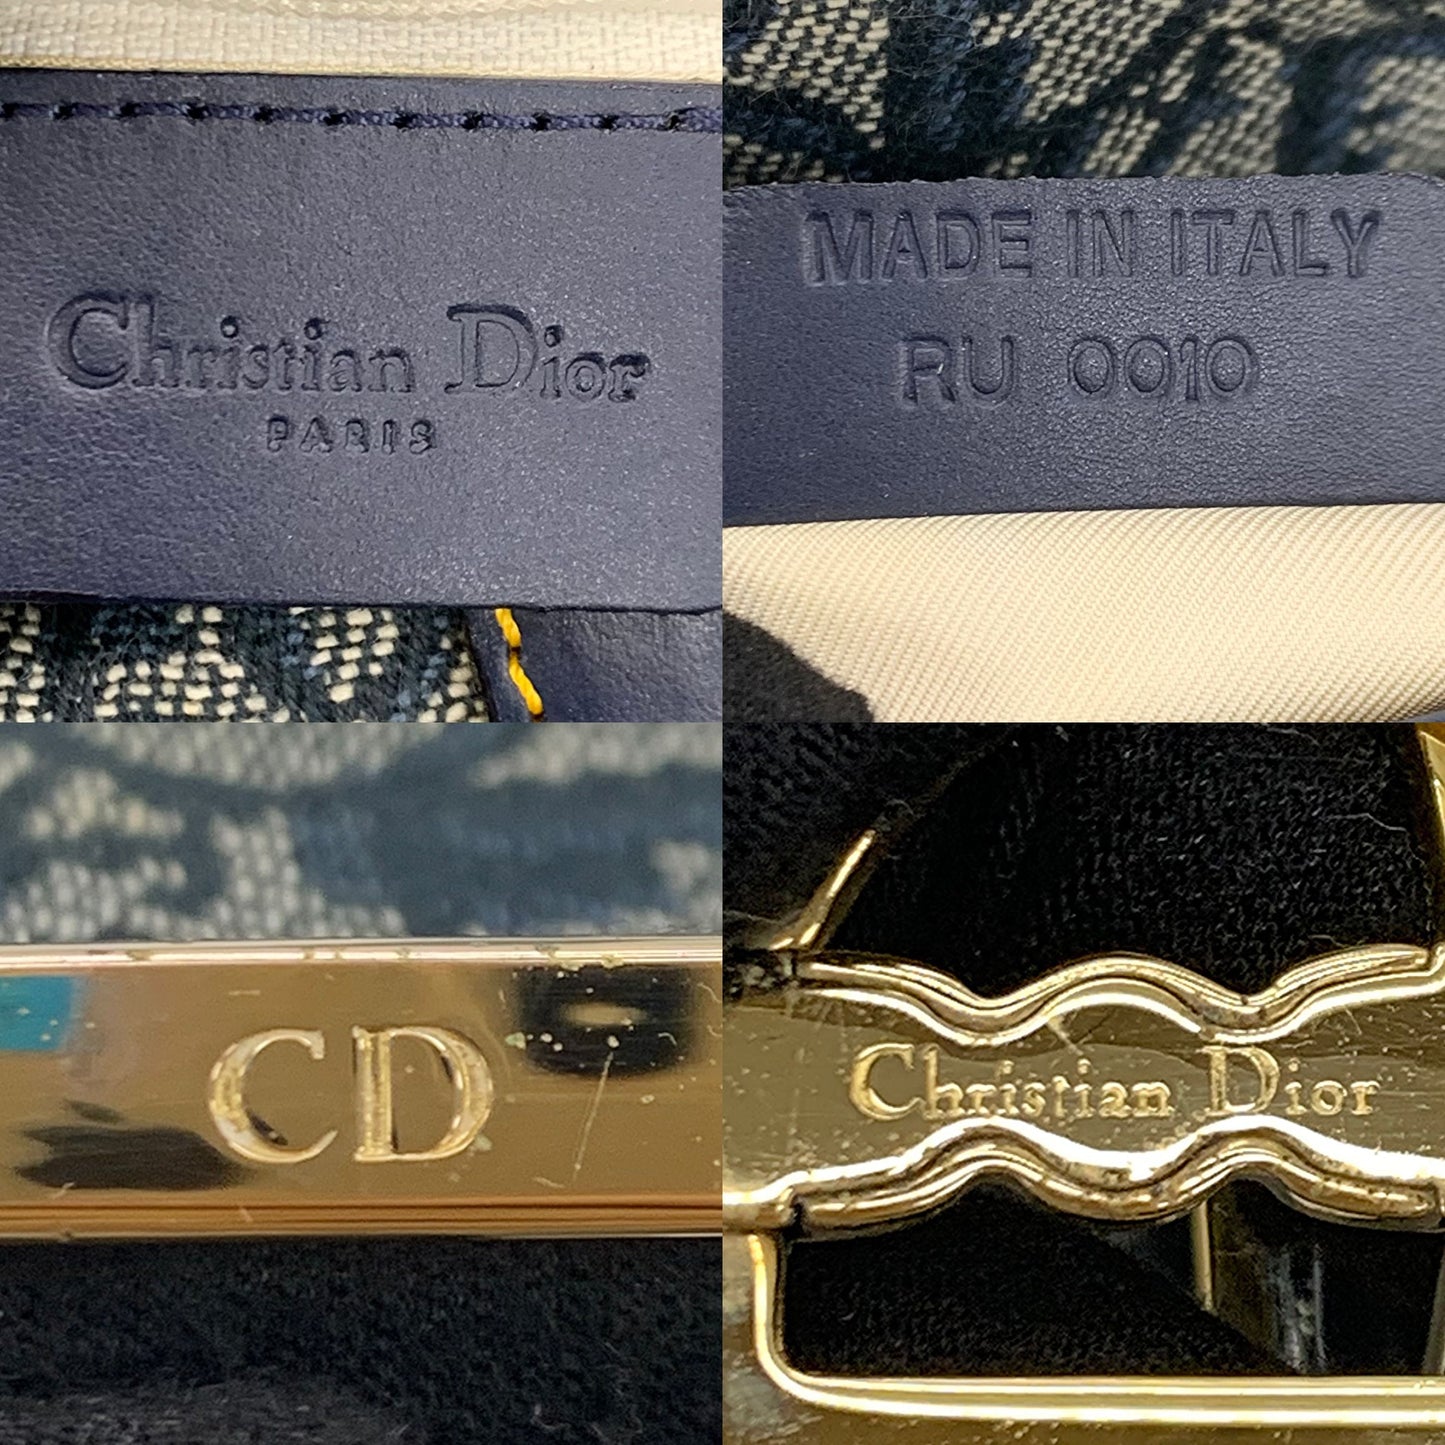 Christian Dior
PARIS
MADE IN ITALY
RU 0010
CD
Christian Dior